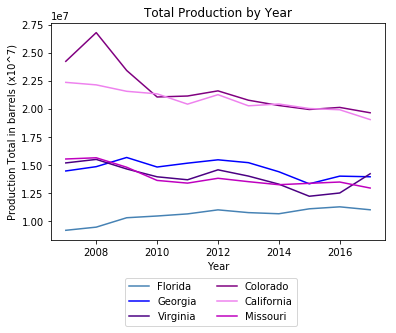 Total Production by Year
1e7
2.75
2.50
2.25
2.00
1.75
1.50
1.25
1.00
Production Total in barrels (x10^7)
2008 2010 2012 2014 2016
Year
Florida Colorado
Georgia California
Virginia Missouri